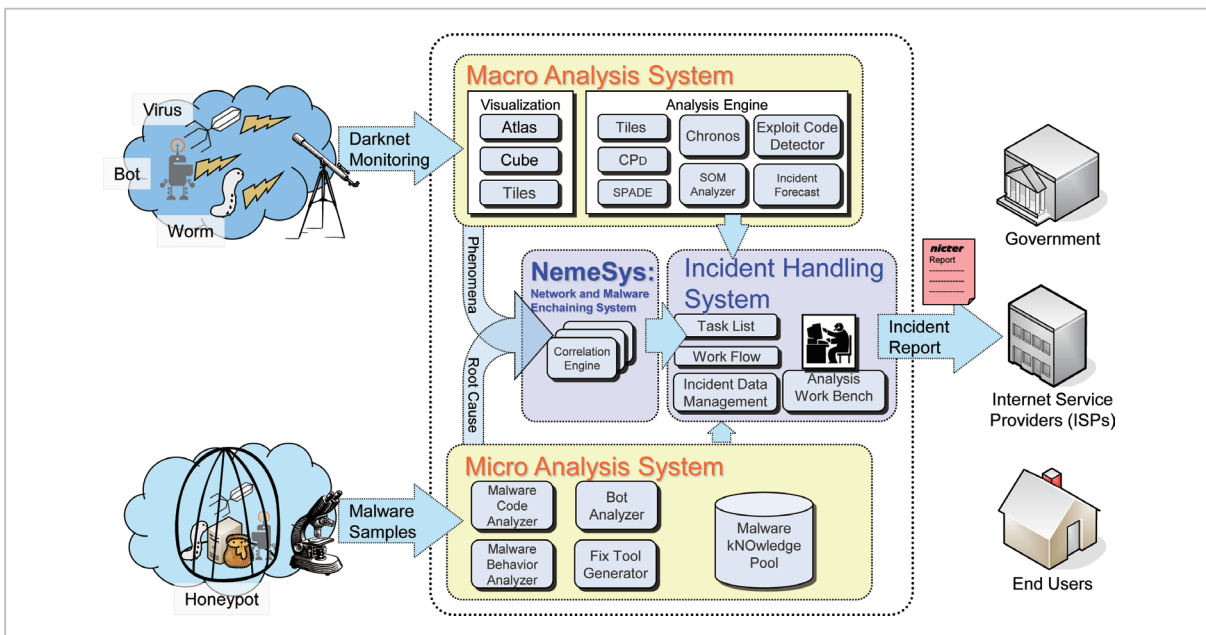 Virus
Bot
Worm
Darknet
Monitoring
Macro Analysis System
Visualization
Atlas
Cube
Tiles
Analysis Engine
Tiles
CPD
SPADE
Chronos
SOM
Analyzer
Exploit Code
Detector
Incident
Forecast
Phenomena
Root Cause
NemeSys:
Network and Malware
Enchaining System
Correlation
Engine
Incident Handling
System
Task List
Work Flow
Incident Data
Management
Analysis
Work Bench
Incident
Report
nicter
Report
Government
Internet Service
Providers (ISPs)
End Users
Honeypot
Malware
Samples
Micro Analysis System
Malware
Code
Analyzer
Bot
Analyzer
Malware
Behavior
Analyzer
Fix Tool
Generator
Malware
kNOwledge
Pool